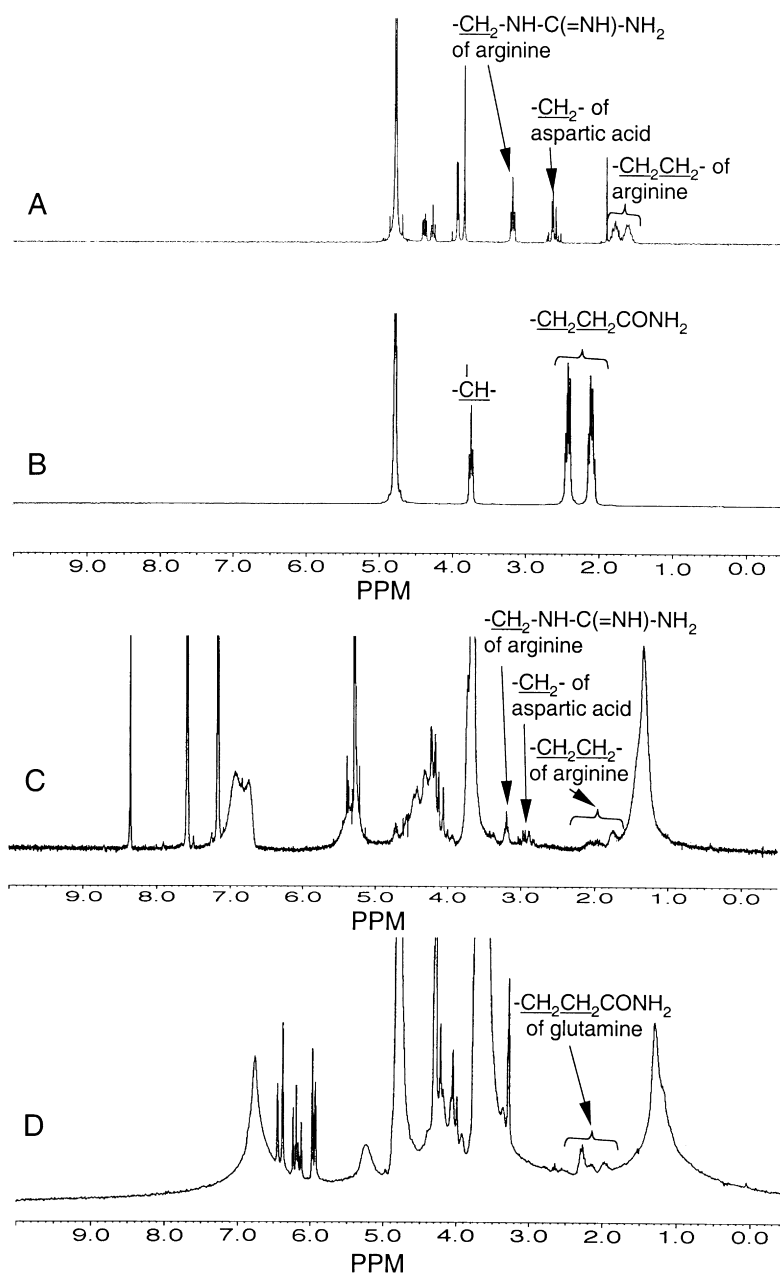 -CH₂-NH-C(=NH)-NH₂
of arginine
-CH₂- of
aspartic acid
-CH₂CH₂- of
arginine
A
-CH₂CH₂CONH₂
-CH-
B
9.0 8.0 7.0 6.0 5.0 4.0 3.0 2.0 1.0 0.0
PPM
-CH₂-NH-C(=NH)-NH₂
of arginine
-CH₂- of
aspartic acid
-CH₂CH₂-
of arginine
C
9.0 8.0 7.0 6.0 5.0 4.0 3.0 2.0 1.0 0.0
PPM
-CH₂CH₂CONH₂
of glutamine
D
9.0 8.0 7.0 6.0 5.0 4.0 3.0 2.0 1.0 0.0
PPM